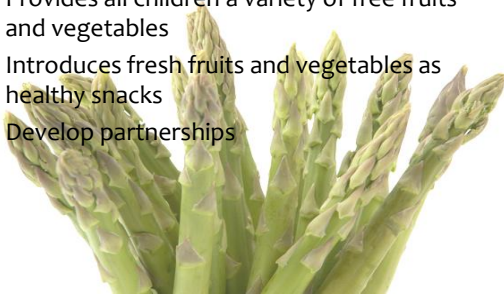 Provides all children a variety of free fruits
and vegetables
Introduces fresh fruits and vegetables as
healthy snacks
Develop partnerships